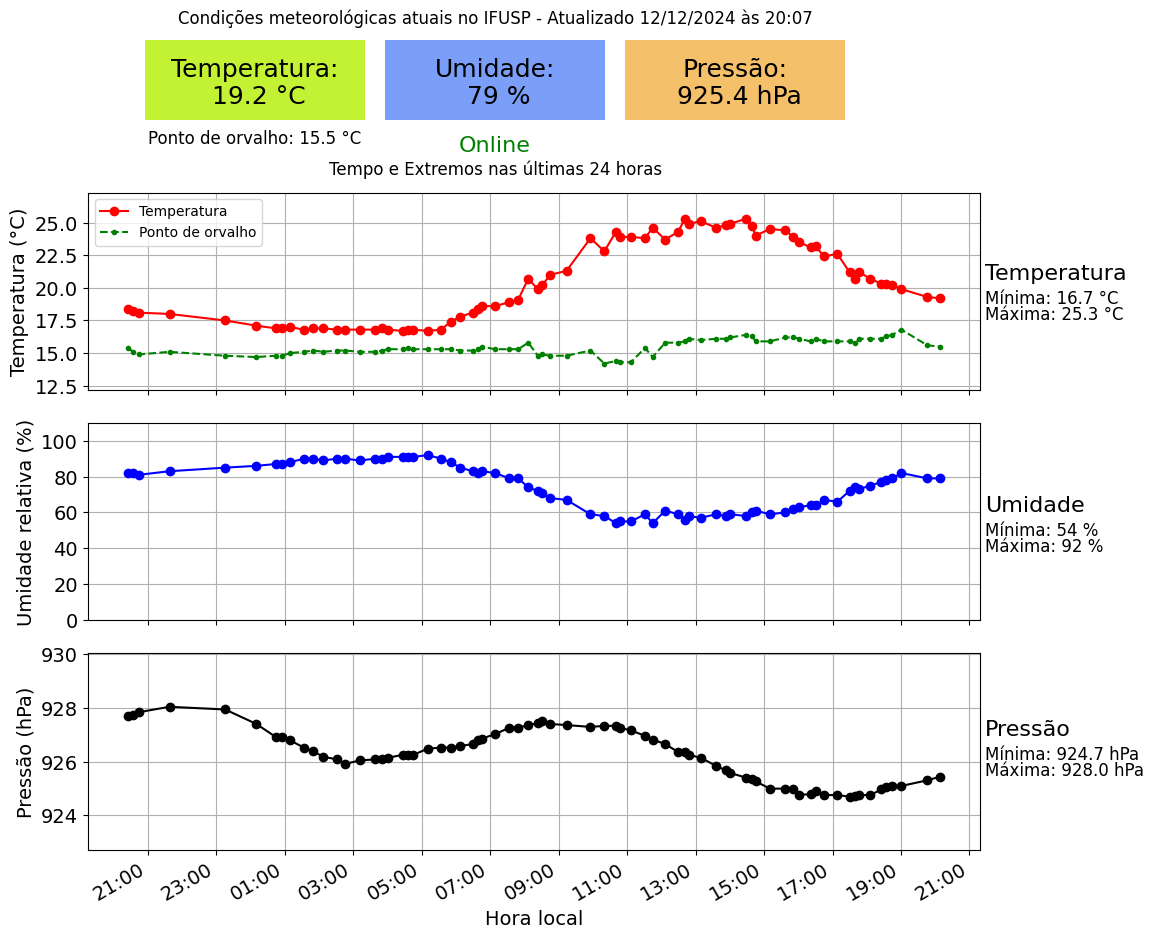 Condições meteorológicas atuais no IFUSP - Atualizado 12/12/2024 às 20:07
Temperatura:
19.2 °C
Umidade:
79 %
Pressão:
925.4 hPa
Ponto de orvalho: 15.5 °C
Online
Tempo e Extremos nas últimas 24 horas
Temperatura (°C)
25.0
22.5
20.0
17.5
15.0
12.5
Temperatura
Ponto de orvalho
Temperatura
Mínima: 16.7 °C
Máxima: 25.3 °C
Umidade relativa (%)
100
80
60
40
20
0
Umidade
Mínima: 54 %
Máxima: 92 %
Pressão (hPa)
930
928
926
924
Pressão
Mínima: 924.7 hPa
Máxima: 928.0 hPa
21:00 23:00 01:00 03:00 05:00 07:00 09:00 11:00 13:00 15:00 17:00 19:00 21:00
Hora local